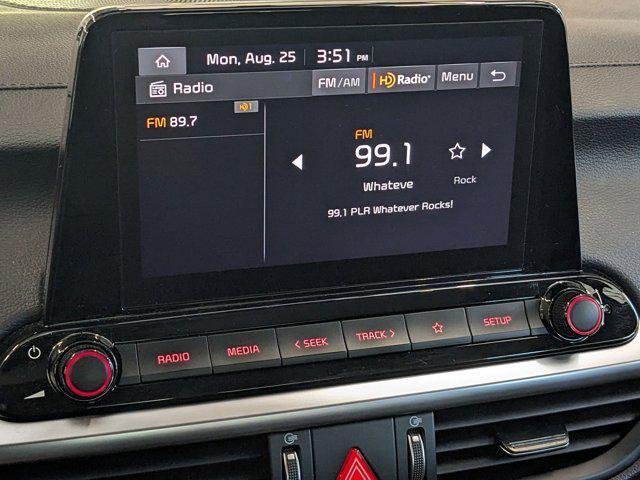 Mon, Aug. 25 3:51 PM
Radio FM/AM HD Radio Menu
HD1
FM 89.7
FM
99.1
Whateve
Rock
99.1 PLR Whatever Rocks!
RADIO MEDIA < SEEK TRACK > SETUP